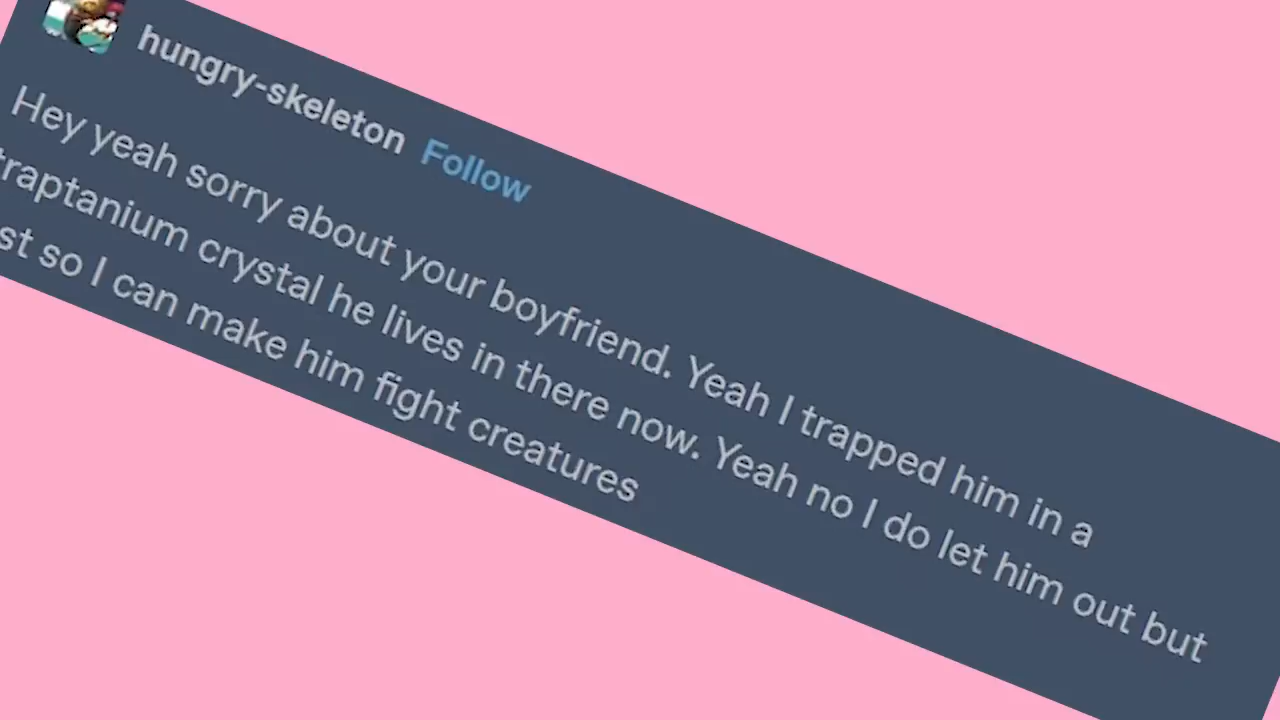 hungry-skeleton Follow
Hey yeah sorry about your boyfriend. Yeah I trapped him in a
traptanium crystal he lives in there now. Yeah no I do let him out but
st so I can make him fight creatures